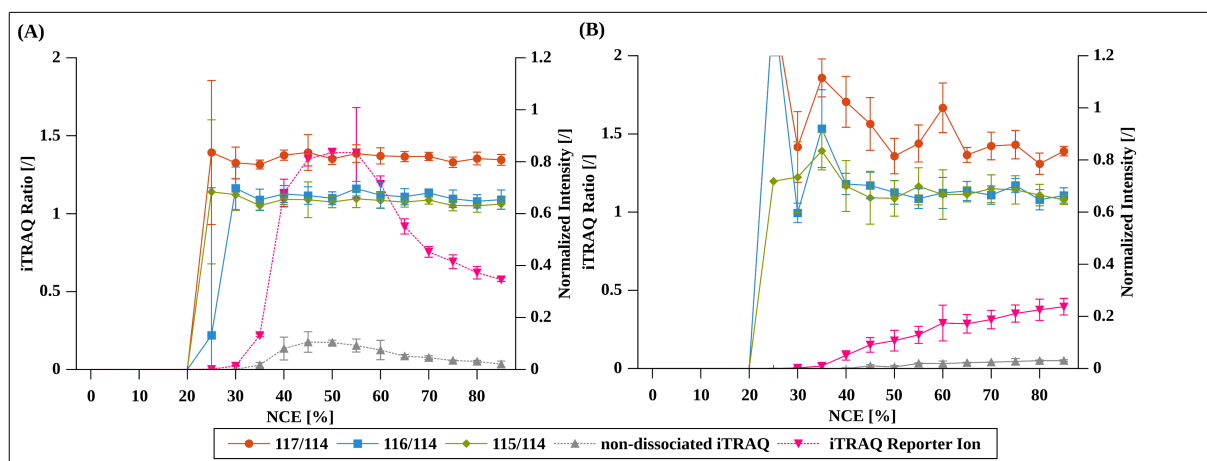 (A)
2
1.5
1
0.5
0
iTRAQ Ratio [/]
1.2
1
0.8
0.6
0.4
0.2
0
Normalized Intensity [/]
0 10 20 30 40 50 60 70 80
NCE [%]
(B)
2
1.5
1
0.5
0
iTRAQ Ratio [/]
1.2
1
0.8
0.6
0.4
0.2
0
Normalized Intensity [/]
0 10 20 30 40 50 60 70 80
NCE [%]
117/114 116/114 115/114 non-dissociated iTRAQ iTRAQ Reporter Ion